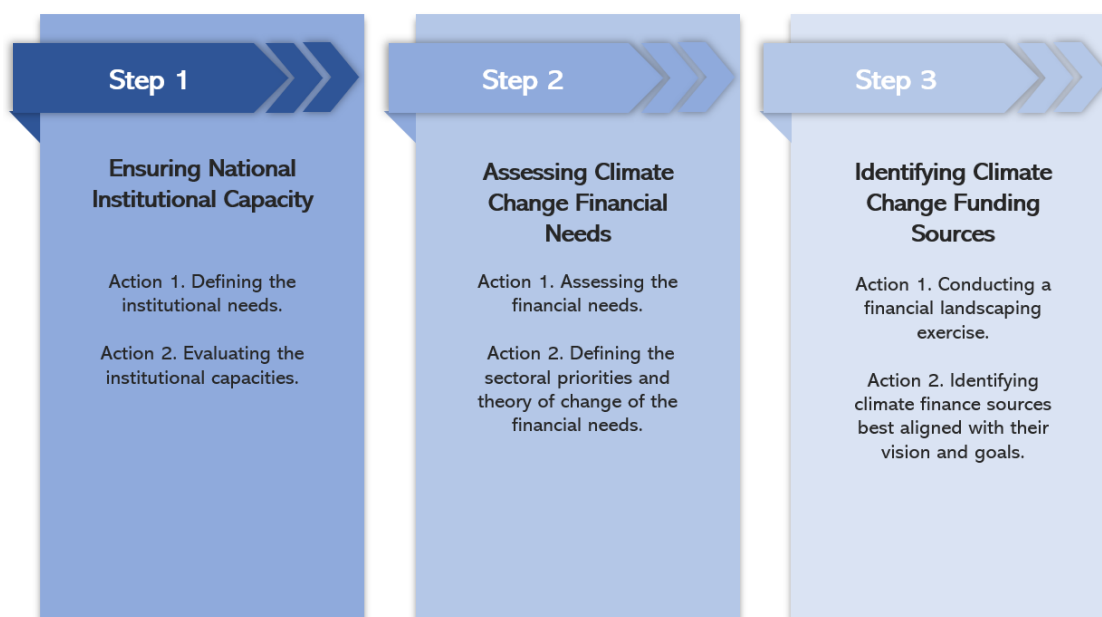 Step 1
Ensuring National
Institutional Capacity
Action 1. Defining the
institutional needs.
Action 2. Evaluating the
institutional capacities.
Step 2
Assessing Climate
Change Financial
Needs
Action 1. Assessing the
financial needs.
Action 2. Defining the
sectoral priorities and
theory of change of the
financial needs.
Step 3
Identifying Climate
Change Funding
Sources
Action 1. Conducting a
financial landscaping
exercise.
Action 2. Identifying
climate finance sources
best aligned with their
vision and goals.